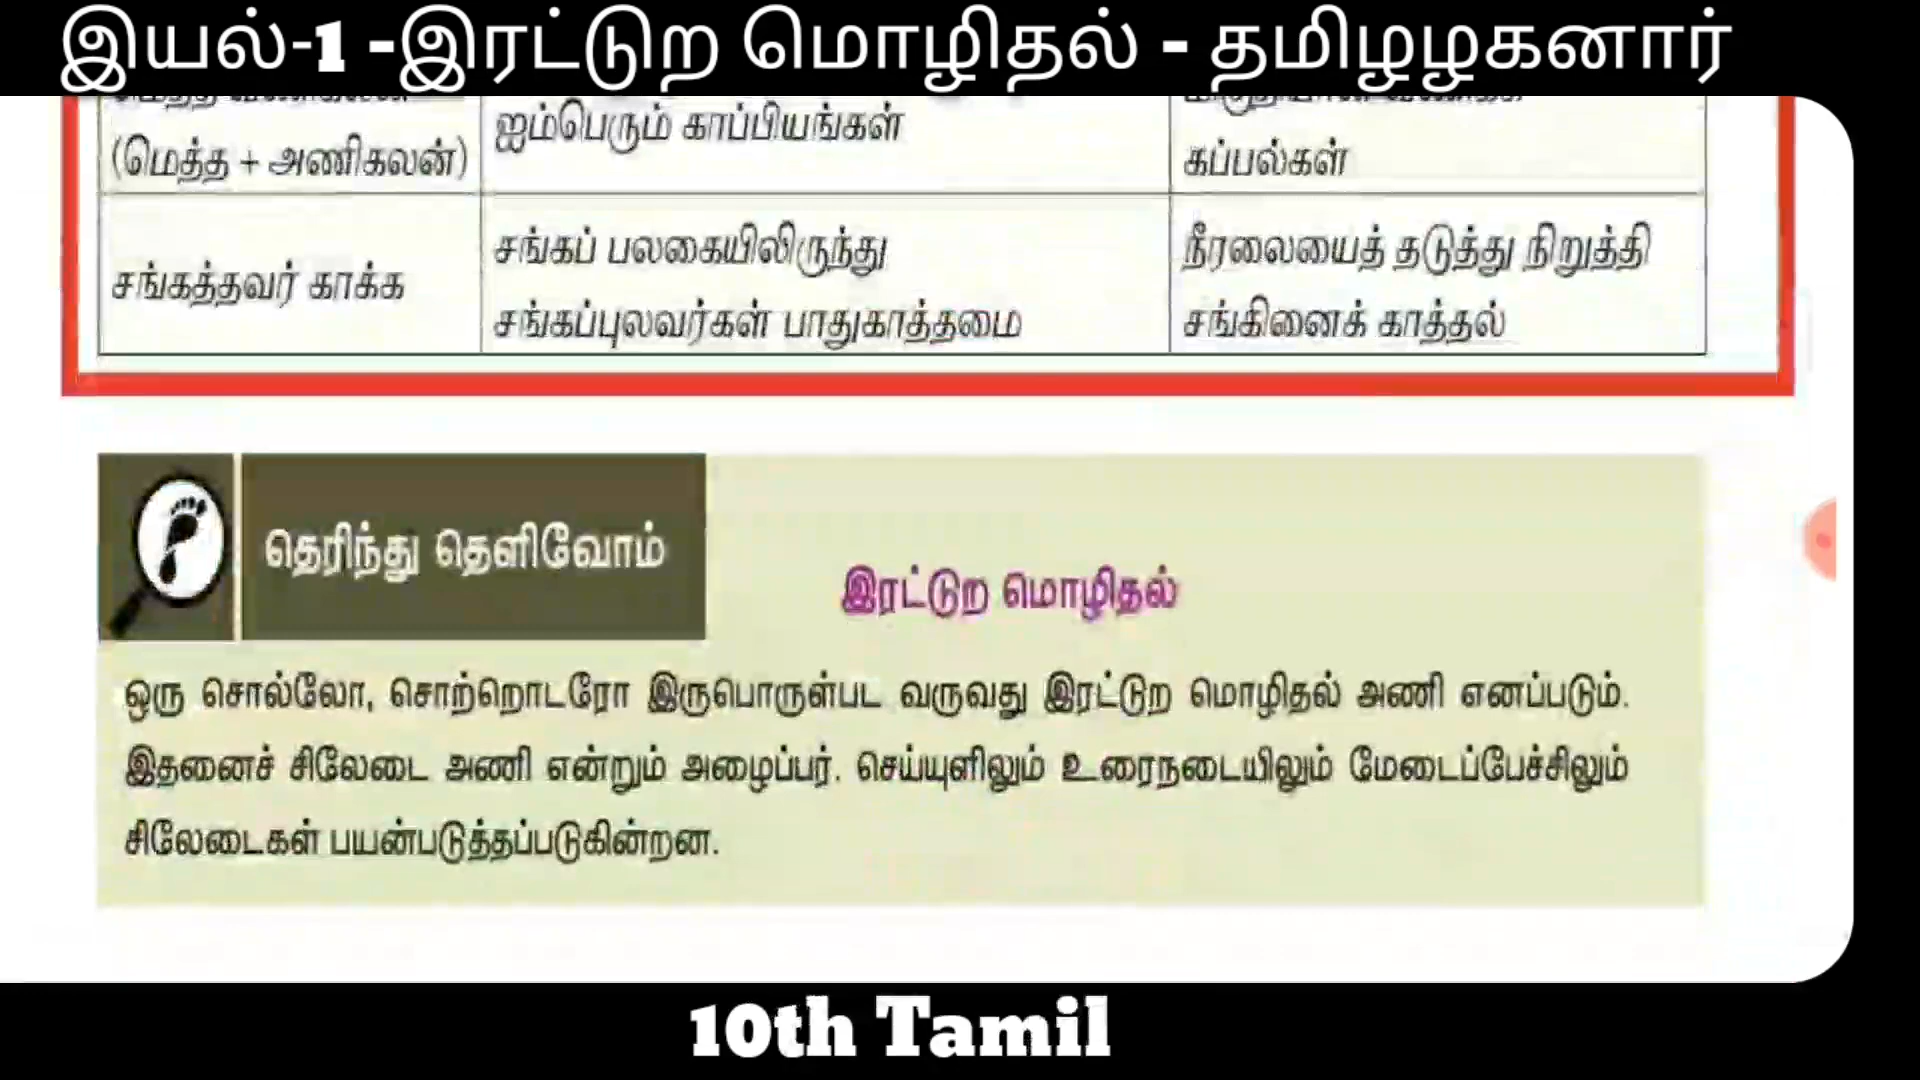 இயல்-1 -இரட்டுற மொழிதல் - தமிழழகனார்
ஐம்பெரும் காப்பியங்கள்
(மெத்த + அணிகலன்)
கப்பல்கள்
சங்கத்தவர் காக்க
சங்கப் பலகையிலிருந்து
சங்கப்புலவர்கள் பாதுகாத்தமை
நீரலையைத் தடுத்து நிறுத்தி
சங்கினைக் காத்தல்
தெரிந்து தெளிவோம்
இரட்டுற மொழிதல்
ஒரு சொல்லோ, சொற்றொடரோ இருபொருள்பட வருவது இரட்டுற மொழிதல் அணி எனப்படும்.
இதனைச் சிலேடை அணி என்றும் அழைப்பர். செய்யுளிலும் உரைநடையிலும் மேடைப்பேச்சிலும்
சிலேடைகள் பயன்படுத்தப்படுகின்றன.
10th Tamil